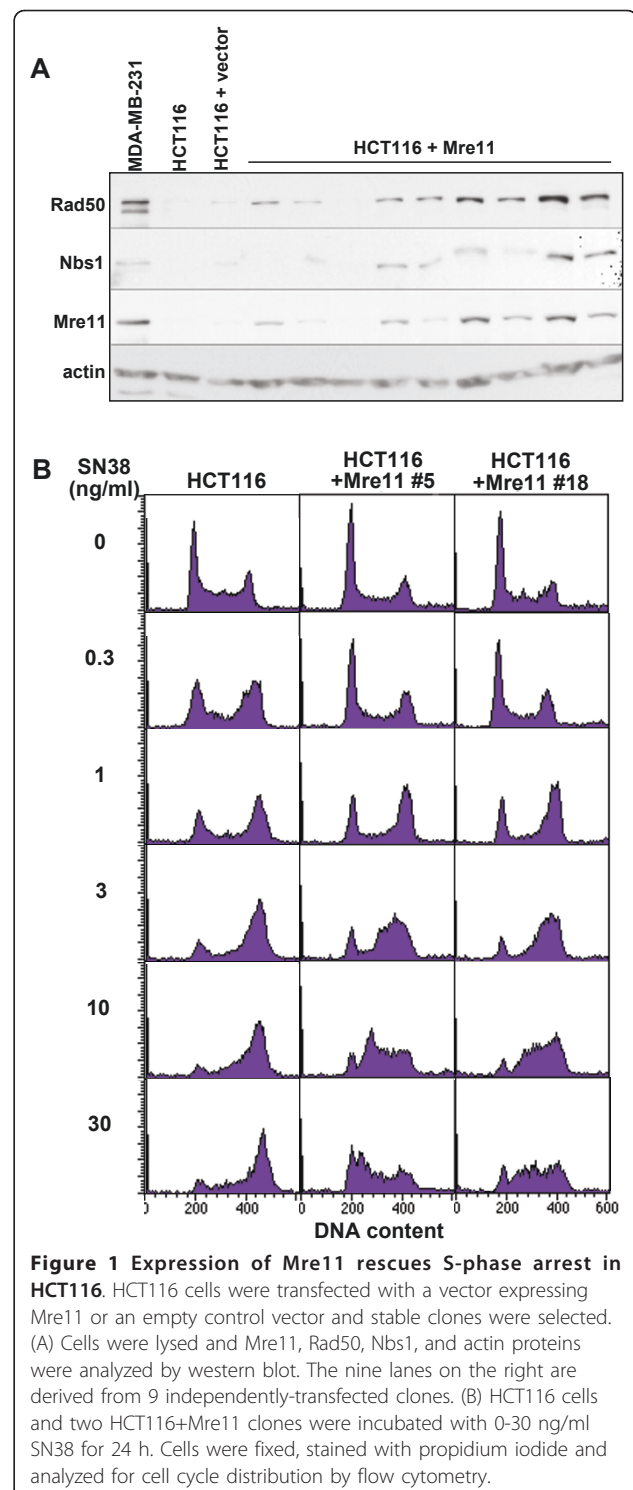 A
MDA-MB-231
HCT116
HCT116 + vector
HCT116 + Mre11
Rad50
Nbs1
Mre11
actin
B
SN38
(ng/ml)
HCT116
HCT116
+Mre11 #5
HCT116
+Mre11 #18
0
0.3
1
3
10
30
0 200 400 0 200 400 0 200 400 600
DNA content
Figure 1 Expression of Mre11 rescues S-phase arrest in
HCT116. HCT116 cells were transfected with a vector expressing
Mre11 or an empty control vector and stable clones were selected.
(A) Cells were lysed and Mre11, Rad50, Nbs1, and actin proteins
were analyzed by western blot. The nine lanes on the right are
derived from 9 independently-transfected clones. (B) HCT116 cells
and two HCT116+Mre11 clones were incubated with 0-30 ng/ml
SN38 for 24 h. Cells were fixed, stained with propidium iodide and
analyzed for cell cycle distribution by flow cytometry.